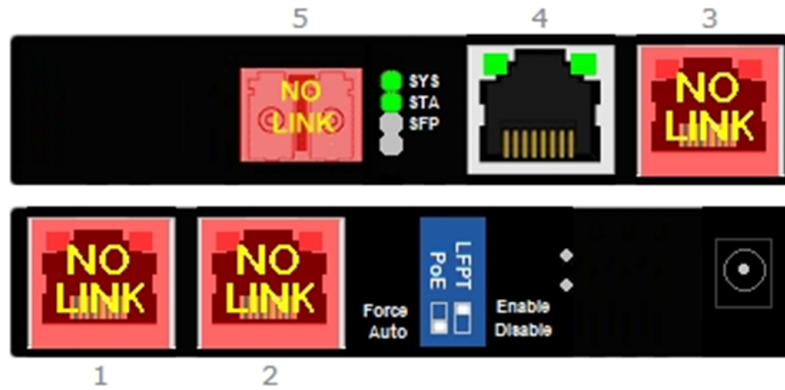 5
4
3
NO
LINK
SYS
STA
SFP
NO
LINK
NO
LINK
NO
LINK
PoE
LFPT
Force
Auto
Enable
Disable
1
2